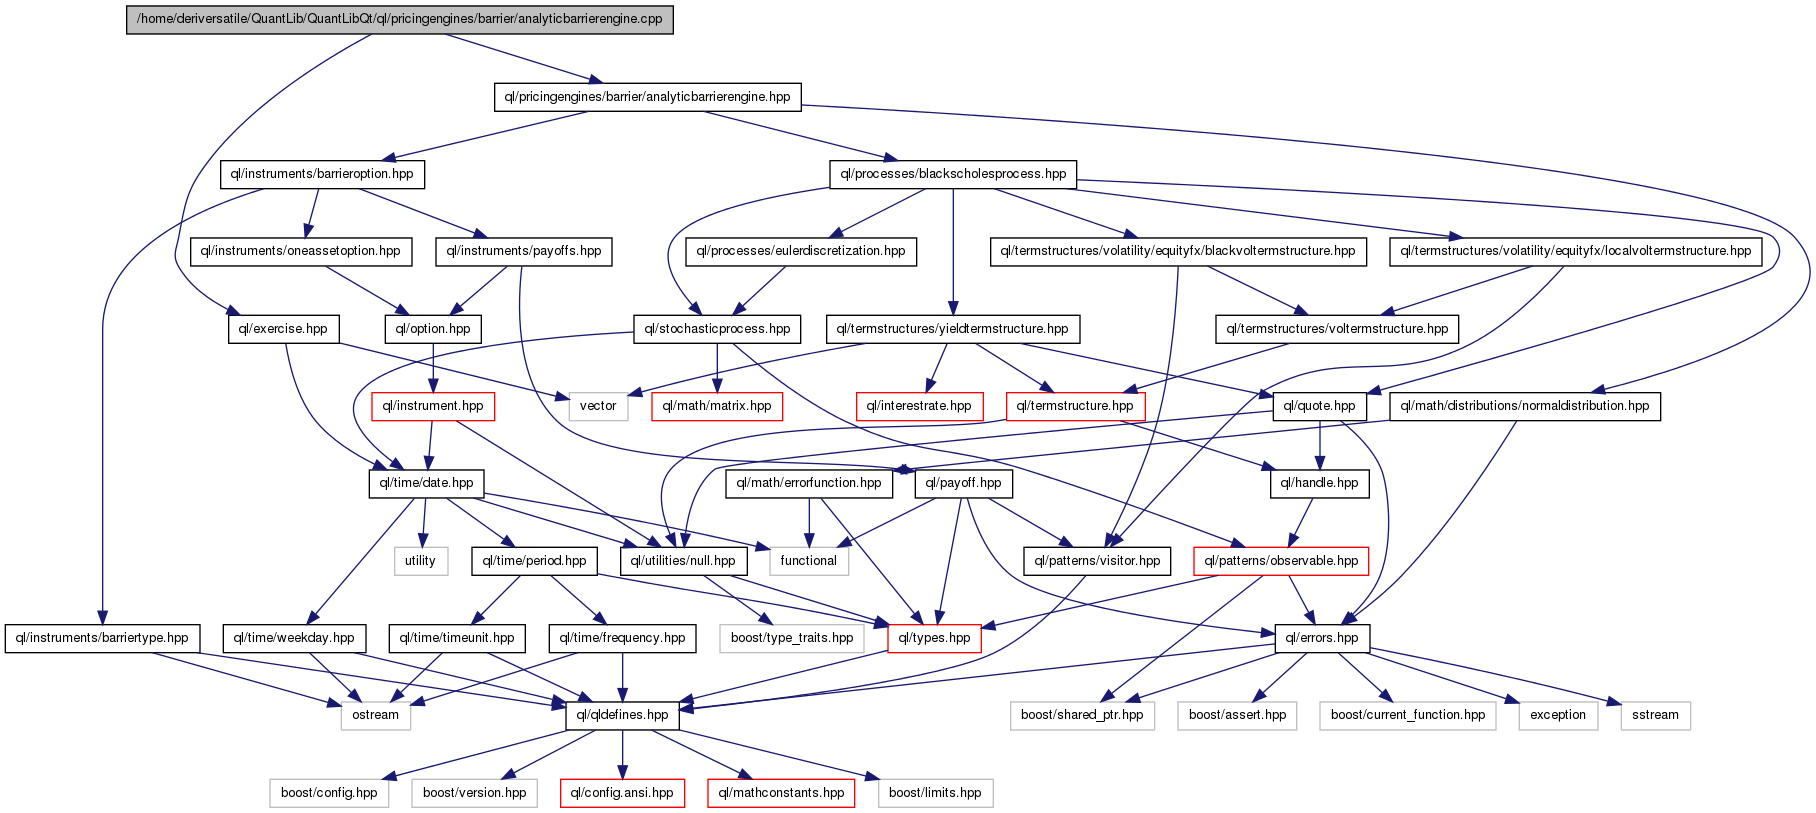 /home/deriversatile/QuantLib/QuantLibQt/ql/pricingengines/barrier/analyticbarrierengine.cpp
ql/pricingengines/barrier/analyticbarrierengine.hpp
ql/instruments/barrieroption.hpp
ql/processes/blackscholesprocess.hpp
ql/instruments/oneassetoption.hpp
ql/instruments/payoffs.hpp
ql/processes/eulerdiscretization.hpp
ql/termstructures/volatility/equityfx/blackvoltermstructure.hpp
ql/termstructures/volatility/equityfx/localvoltermstructure.hpp
ql/exercise.hpp
ql/option.hpp
ql/stochasticprocess.hpp
ql/termstructures/yieldtermstructure.hpp
ql/termstructures/voltermstructure.hpp
ql/instrument.hpp
vector
ql/math/matrix.hpp
ql/interestrate.hpp
ql/termstructure.hpp
ql/quote.hpp
ql/math/distributions/normaldistribution.hpp
ql/time/date.hpp
ql/math/errorfunction.hpp
ql/payoff.hpp
ql/handle.hpp
utility
ql/time/period.hpp
ql/utilities/null.hpp
functional
ql/patterns/visitor.hpp
ql/patterns/observable.hpp
ql/instruments/barriertype.hpp
ql/time/weekday.hpp
ql/time/timeunit.hpp
ql/time/frequency.hpp
boost/type_traits.hpp
ql/types.hpp
ql/errors.hpp
ostream
ql/qldefines.hpp
boost/shared_ptr.hpp
boost/assert.hpp
boost/current_function.hpp
exception
sstream
boost/config.hpp
boost/version.hpp
ql/config.ansi.hpp
ql/mathconstants.hpp
boost/limits.hpp